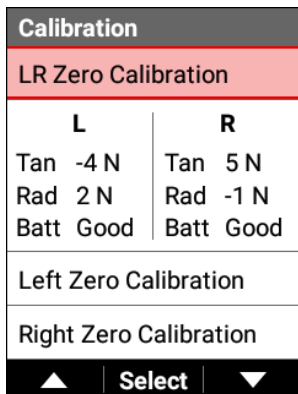 Calibration
LR Zero Calibration
L R
Tan -4 N Tan 5 N
Rad 2 N Rad -1 N
Batt Good Batt Good
Left Zero Calibration
Right Zero Calibration
Select